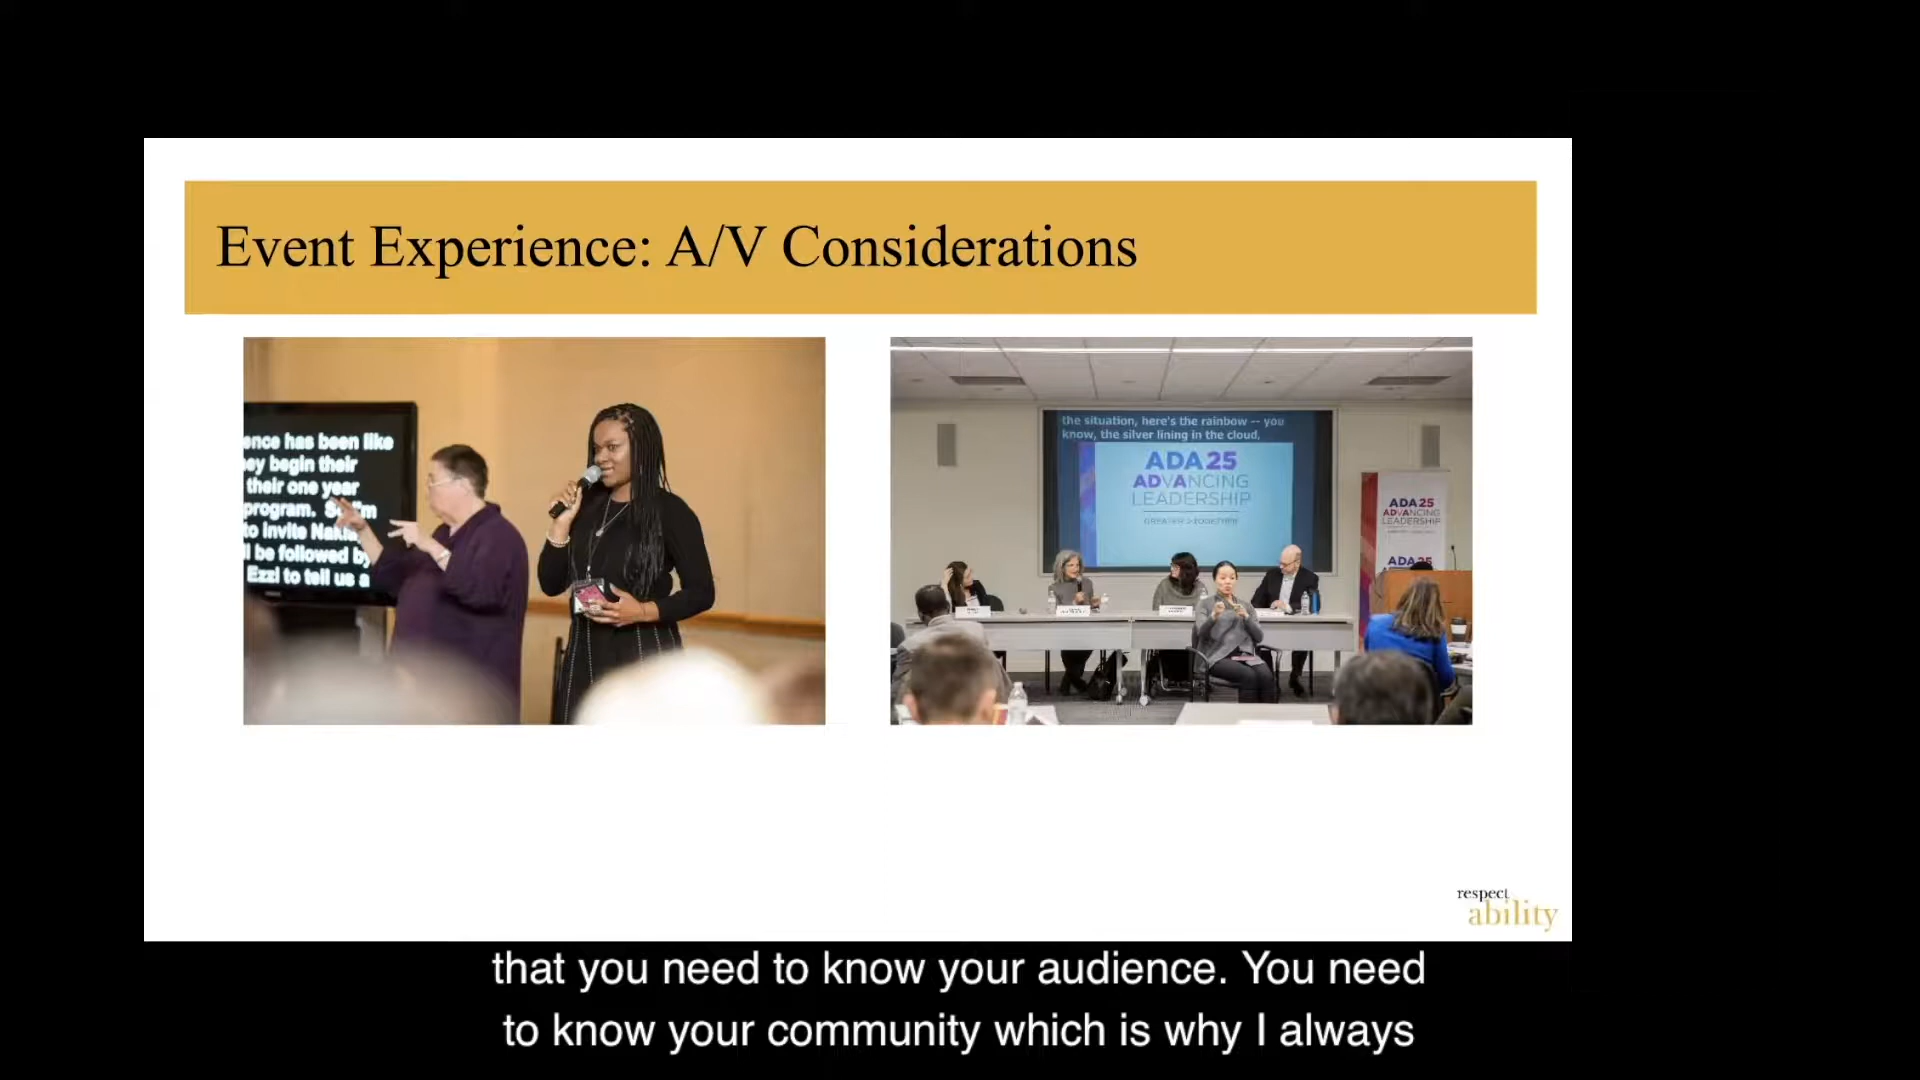 Event Experience: A/V Considerations
ence has been like
ey begin their
their one year
program.
to invite
l be followed by
Ezzi to tell us a
the situation, here's the rainbow -- you
know, the silver lining in the cloud.
ADA25
ADVANCING
LEADERSHIP
GREATER > TOGETHER
ADA25
ADVANCING
LEADERSHIP
ADA25
respect
ability
that you need to know your audience. You need
to know your community which is why I always